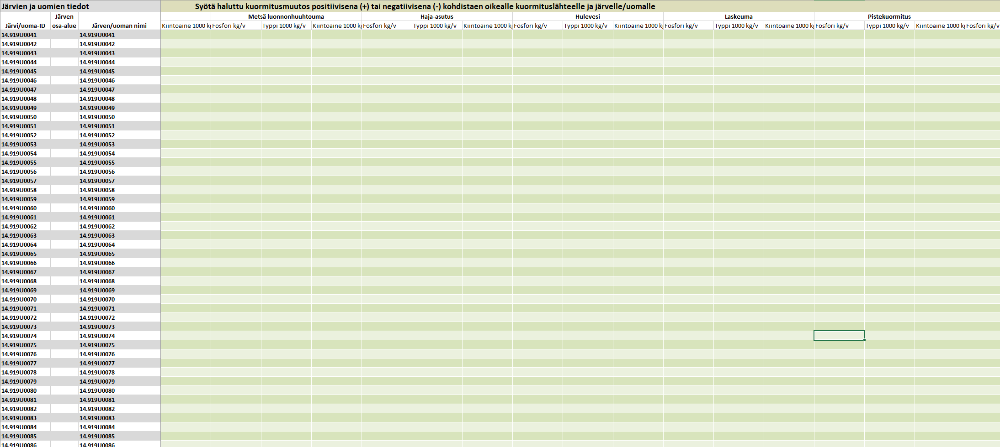 Järvien ja uomien tiedot Syötä haluttu kuormitusmuutos positiivisena (+) tai negatiivisena (-) kohdistaen oikealle kuormituslähteelle ja järvelle/uomalle
Järven Metsä luonnonhuuhtouma Haja-asutus Hulevesi Laskeuma Pistekuormitus
Järvi/uoma-ID osa-alue Järven/uoman nimi Kiintoaine 1000 kg Fosfori kg/v Typpi 1000 kg/v Kiintoaine 1000 kg Fosfori kg/v Typpi 1000 kg/v Kiintoaine 1000 kg Fosfori kg/v Typpi 1000 kg/v Kiintoaine 1000 kg Fosfori kg/v Typpi 1000 kg/v Kiintoaine 1000 kg Fosfori kg/v Typpi 1000 kg/v Kiintoaine 1000 kg Fosfori kg/v
14.919U0041 14.919U0041
14.919U0042 14.919U0042
14.919U0043 14.919U0043
14.919U0044 14.919U0044
14.919U0045 14.919U0045
14.919U0046 14.919U0046
14.919U0047 14.919U0047
14.919U0048 14.919U0048
14.919U0049 14.919U0049
14.919U0050 14.919U0050
14.919U0051 14.919U0051
14.919U0052 14.919U0052
14.919U0053 14.919U0053
14.919U0054 14.919U0054
14.919U0055 14.919U0055
14.919U0056 14.919U0056
14.919U0057 14.919U0057
14.919U0058 14.919U0058
14.919U0059 14.919U0059
14.919U0060 14.919U0060
14.919U0061 14.919U0061
14.919U0062 14.919U0062
14.919U0063 14.919U0063
14.919U0064 14.919U0064
14.919U0065 14.919U0065
14.919U0066 14.919U0066
14.919U0067 14.919U0067
14.919U0068 14.919U0068
14.919U0069 14.919U0069
14.919U0070 14.919U0070
14.919U0071 14.919U0071
14.919U0072 14.919U0072
14.919U0073 14.919U0073
14.919U0074 14.919U0074
14.919U0075 14.919U0075
14.919U0076 14.919U0076
14.919U0077 14.919U0077
14.919U0078 14.919U0078
14.919U0079 14.919U0079
14.919U0080 14.919U0080
14.919U0081 14.919U0081
14.919U0082 14.919U0082
14.919U0083 14.919U0083
14.919U0084 14.919U0084
14.919U0085 14.919U0085
14.919U0086 14.919U0086